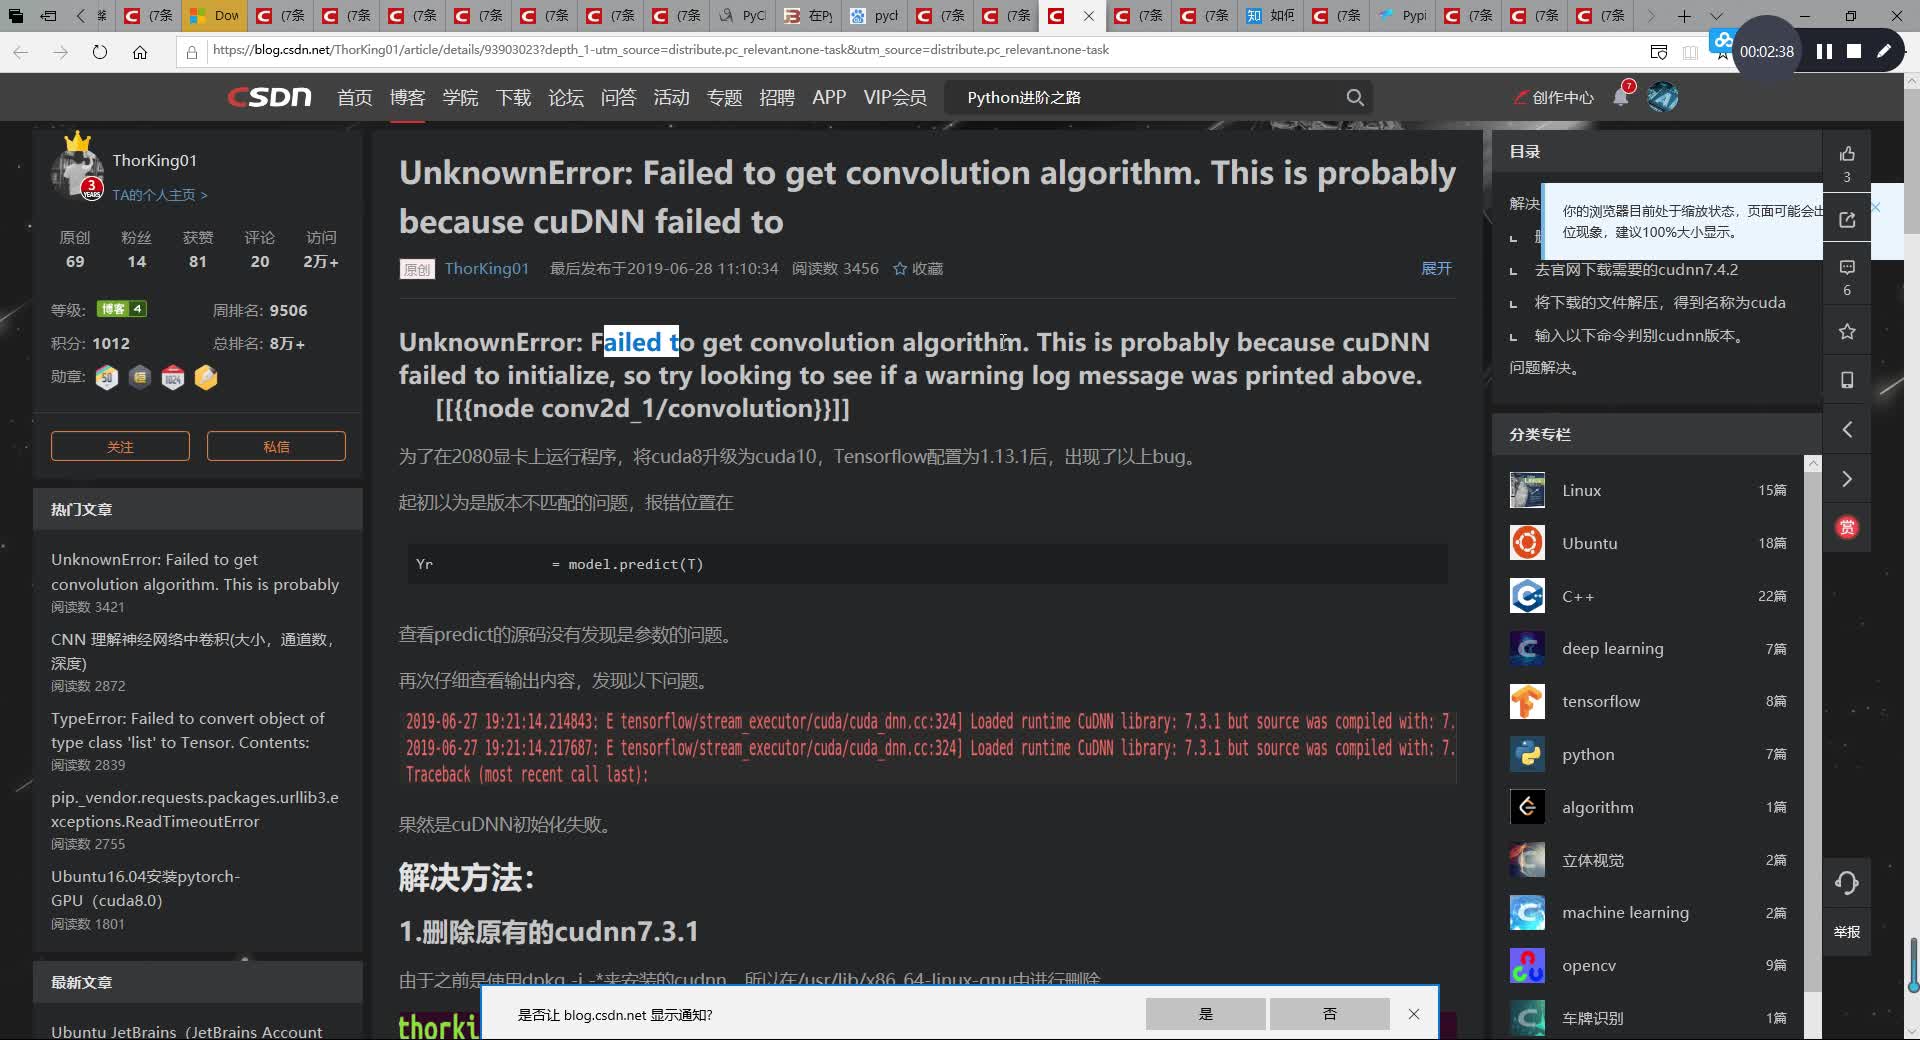 (7条
Dow
(7条
(7条
(7条
(7条
(7条
(7条
(7条
PyCl
在Py
pych
(7条
(7条
(7条
(7条
如何
(7条
Pypi
(7条
(7条
(7条
https://blog.csdn.net/ThorKing01/article/details/93903023?depth_1-utm_source=distribute.pc_relevant.none-task&utm_source=distribute.pc_relevant.none-task
00:02:38
CSDN 首页 博客 学院 下载 论坛 问答 活动 专题 招聘 APP VIP会员 Python进阶之路 创作中心 7
ThorKing01
3 YEARS
TA的个人主页 >
原创 粉丝 获赞 评论 访问
69 14 81 20 2万+
等级: 博客 4 周排名: 9506
积分: 1012 总排名: 8万+
勋章: 50 1024
关注 私信
热门文章
UnknownError: Failed to get
convolution algorithm. This is probably
阅读数 3421
CNN 理解神经网络中卷积(大小，通道数，
深度)
阅读数 2872
TypeError: Failed to convert object of
type class 'list' to Tensor. Contents:
阅读数 2839
pip._vendor.requests.packages.urllib3.e
xceptions.ReadTimeoutError
阅读数 2755
Ubuntu16.04安装pytorch-
GPU（cuda8.0）
阅读数 1801
最新文章
Ubuntu JetBrains（JetBrains Account
UnknownError: Failed to get convolution algorithm. This is probably
because cuDNN failed to
原创 ThorKing01 最后发布于2019-06-28 11:10:34 阅读数 3456 收藏 展开
UnknownError: Failed to get convolution algorithm. This is probably because cuDNN
failed to initialize, so try looking to see if a warning log message was printed above.
[[{{node conv2d_1/convolution}}]]
为了在2080显卡上运行程序，将cuda8升级为cuda10，Tensorflow配置为1.13.1后，出现了以上bug。
起初以为是版本不匹配的问题，报错位置在
Yr = model.predict(T)
查看predict的源码没有发现是参数的问题。
再次仔细查看输出内容，发现以下问题。
2019-06-27 19:21:14.214843: E tensorflow/stream_executor/cuda/cuda_dnn.cc:324] Loaded runtime CuDNN library: 7.3.1 but source was compiled with: 7.
2019-06-27 19:21:14.217687: E tensorflow/stream_executor/cuda/cuda_dnn.cc:324] Loaded runtime CuDNN library: 7.3.1 but source was compiled with: 7.
Traceback (most recent call last):
果然是cuDNN初始化失败。
解决方法：
1.删除原有的cudnn7.3.1
由于之前是使用dpkg -i -*来安装的cudnn，所以在/usr/lib/x86_64-linux-gnu中进行删除
thorki
是否让 blog.csdn.net 显示通知?
是
否
目录
解决
你的浏览器目前处于缩放状态，页面可能会出
位现象，建议100%大小显示。
去官网下载需要的cudnn7.4.2
将下载的文件解压，得到名称为cuda
输入以下命令判别cudnn版本。
问题解决。
分类专栏
Linux 15篇
Ubuntu 18篇
C++ 22篇
deep learning 7篇
tensorflow 8篇
python 7篇
algorithm 1篇
立体视觉 2篇
machine learning 2篇
opencv 9篇
车牌识别 1篇
3
6
赏
举报